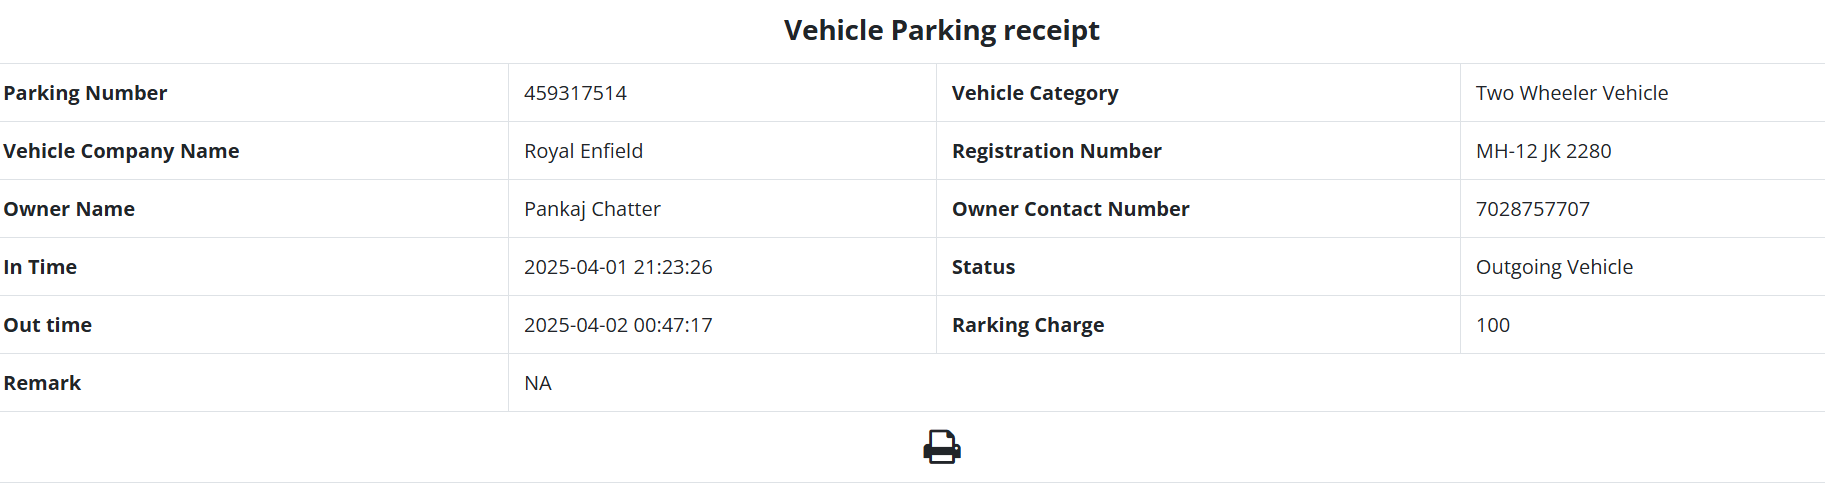 Vehicle Parking receipt
Parking Number 459317514 Vehicle Category Two Wheeler Vehicle
Vehicle Company Name Royal Enfield Registration Number MH-12 JK 2280
Owner Name Pankaj Chatter Owner Contact Number 7028757707
In Time 2025-04-01 21:23:26 Status Outgoing Vehicle
Out time 2025-04-02 00:47:17 Rarking Charge 100
Remark NA